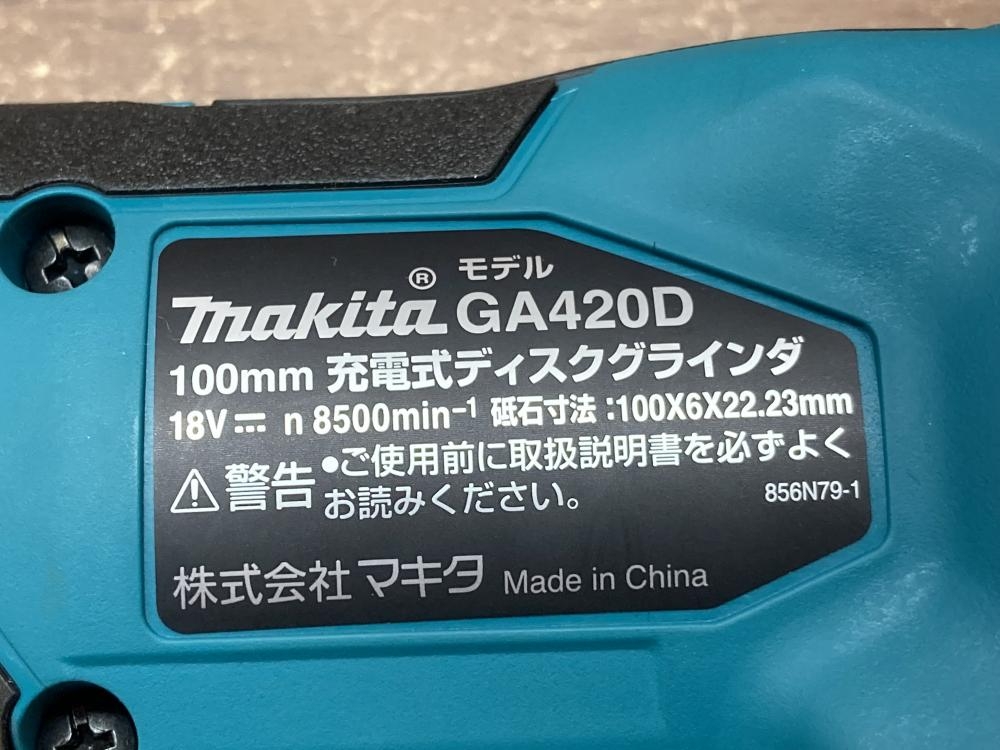 モデル
makita® GA420D
100mm 充電式ディスクグラインダ
18V⎓ n 8500min⁻¹ 砥石寸法:100X6X22.23mm
⚠警告 •ご使用前に取扱説明書を必ずよく
お読みください。 856N79-1
株式会社マキタ Made in China